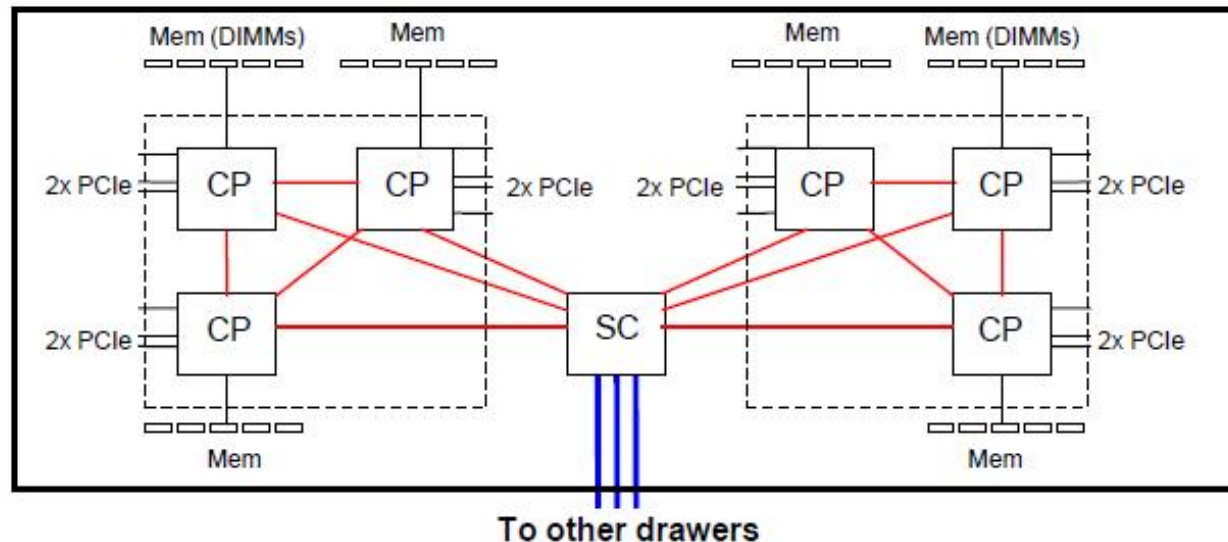 Mem (DIMMs)
Mem
Mem
Mem (DIMMs)
2x PCIe
CP
CP
2x PCIe
2x PCIe
CP
CP
2x PCIe
2x PCIe
CP
SC
CP
2x PCIe
Mem
Mem
To other drawers